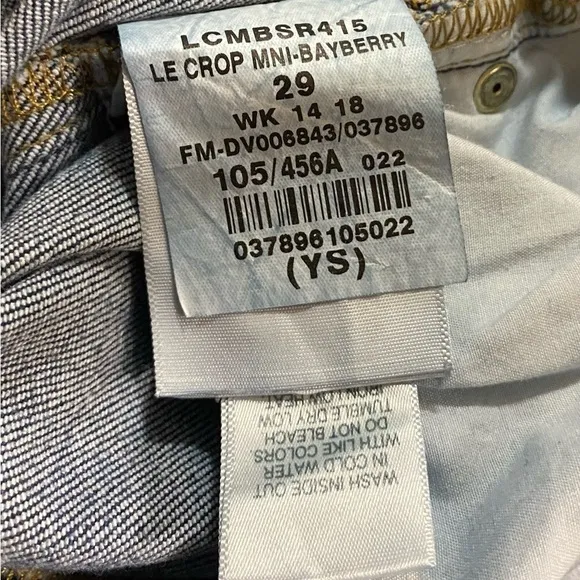 LCMBSR415
LE CROP MNI-BAYBERRY
29
WK 14 18
FM-DV006843/037896
105/456A 022
037896105022
(YS)
WASH INSIDE OUT
IN COLD WATER
WITH LIKE COLORS
DO NOT BLEACH
TUMBLE DRY LOW
IRON LOW HEAT